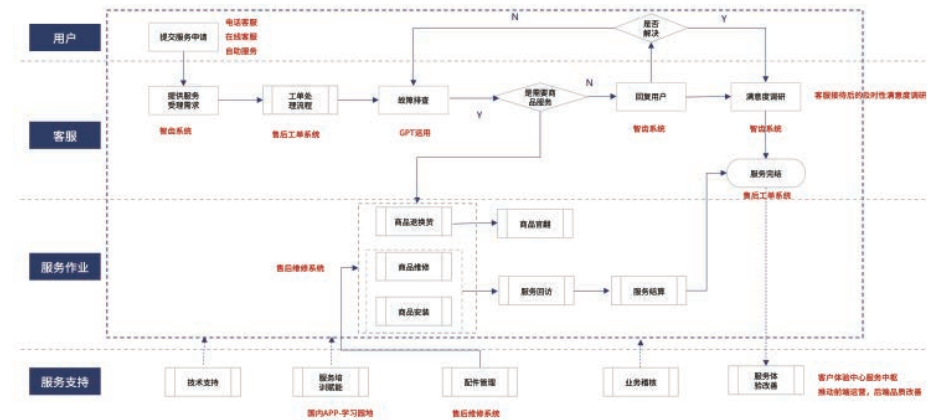 用户
提交服务申请
电话客服
在线客服
自助服务
N
是否
解决
Y
客服
提供服务
受理需求
智齿系统
工单处
理流程
售后工单系统
故障排查
GPT运用
是需要商
品服务
N
Y
回复用户
智齿系统
满意度调研
智齿系统
客服接待后的及时性满意度调研
服务完结
售后工单系统
服务作业
售后维修系统
商品退换货
商品官翻
商品维修
商品安装
服务回访
服务结算
服务支持
技术支持
服务培
训赋能
国内APP-学习园地
配件管理
售后维修系统
业务稽核
服务体
验改善
客户体验中心服务中枢
推动前端运营，后端品质改善